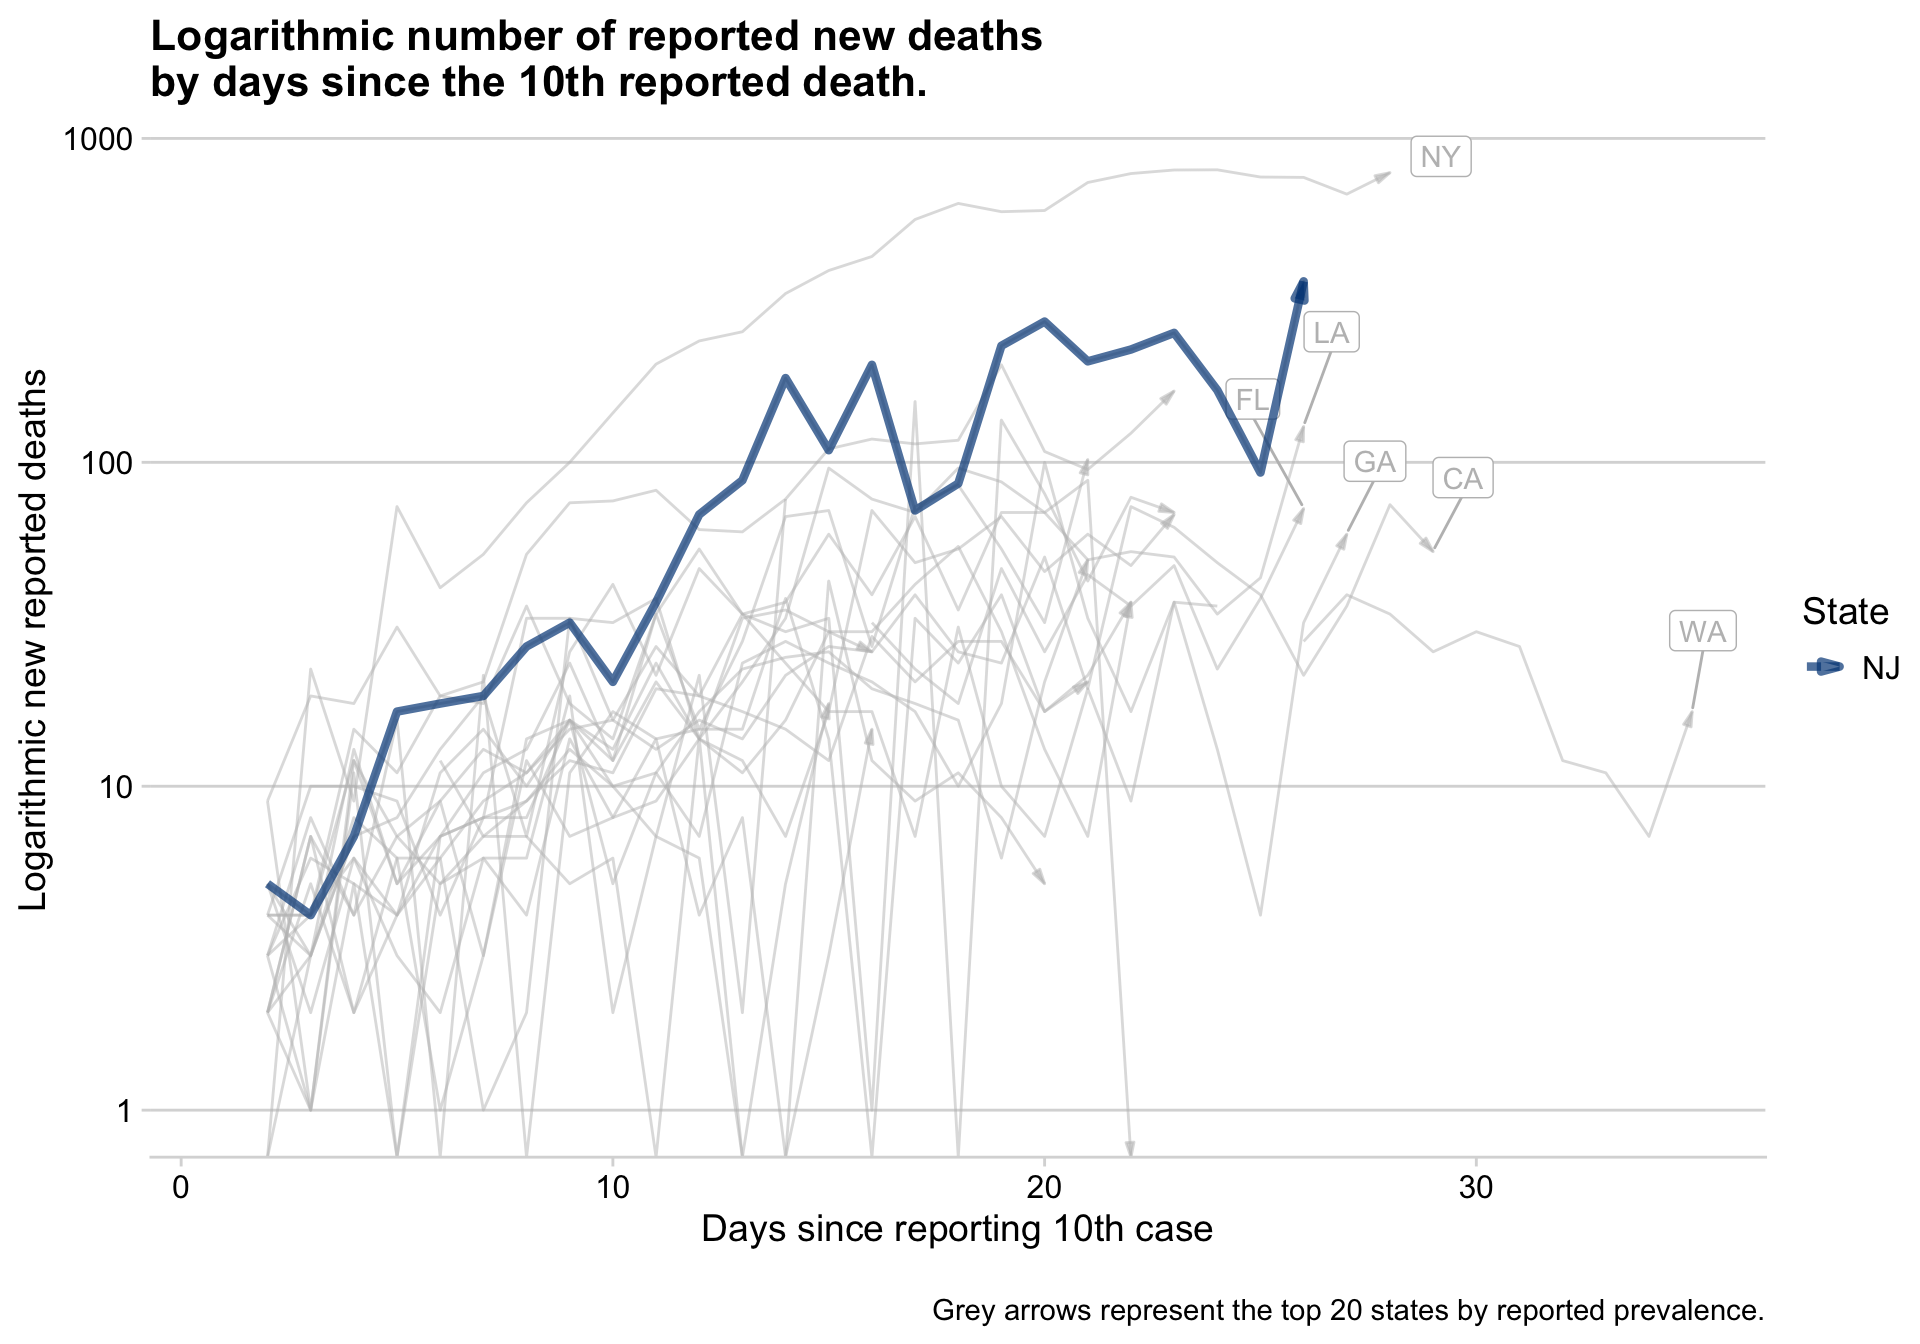 Logarithmic number of reported new deaths
by days since the 10th reported death.
Logarithmic new reported deaths
1000
100
10
1
NY
LA
FL
GA
CA
WA
State
NJ
0
10
20
30
Days since reporting 10th case
Grey arrows represent the top 20 states by reported prevalence.